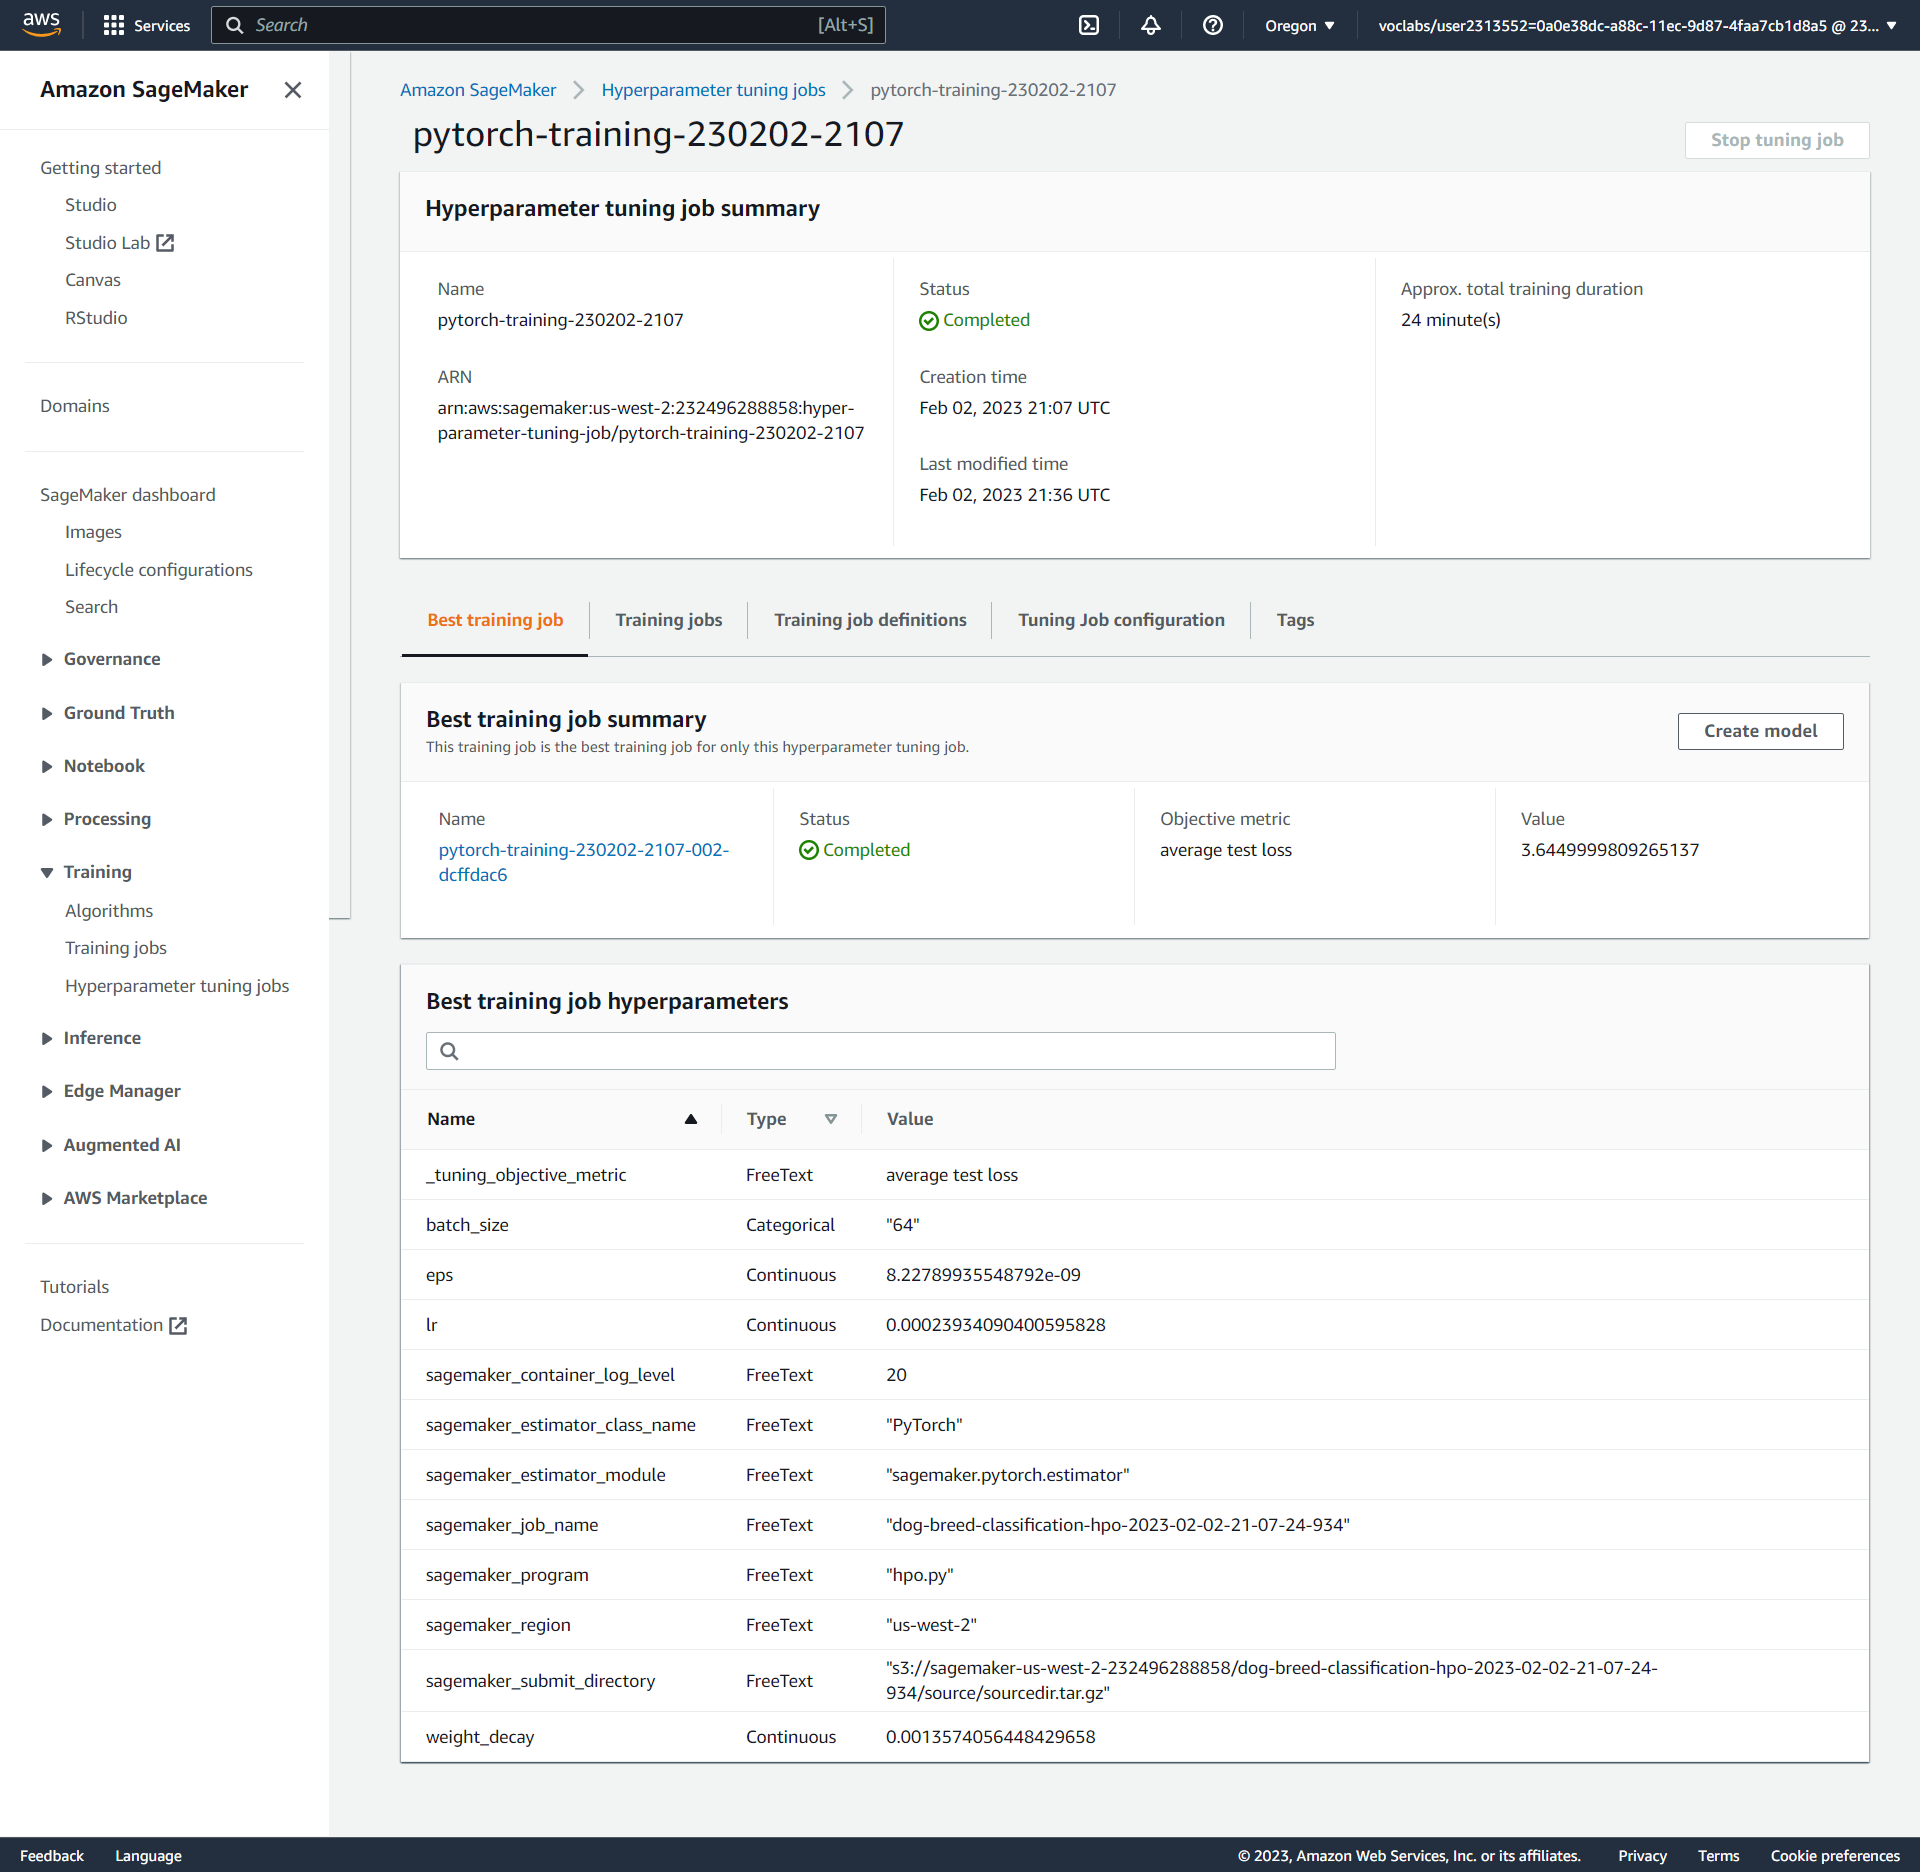 aws
Services
Search
[Alt+S]
Oregon
voclabs/user2313552=0a0e38dc-a88c-11ec-9d87-4faa7cb1d8a5 @ 23...
Amazon SageMaker
Getting started
Studio
Studio Lab
Canvas
RStudio
Domains
SageMaker dashboard
Images
Lifecycle configurations
Search
Governance
Ground Truth
Notebook
Processing
Training
Algorithms
Training jobs
Hyperparameter tuning jobs
Inference
Edge Manager
Augmented AI
AWS Marketplace
Tutorials
Documentation
Amazon SageMaker > Hyperparameter tuning jobs > pytorch-training-230202-2107
pytorch-training-230202-2107
Stop tuning job
Hyperparameter tuning job summary
Name
pytorch-training-230202-2107
ARN
arn:aws:sagemaker:us-west-2:232496288858:hyper-
parameter-tuning-job/pytorch-training-230202-2107
Status
Completed
Creation time
Feb 02, 2023 21:07 UTC
Last modified time
Feb 02, 2023 21:36 UTC
Approx. total training duration
24 minute(s)
Best training job
Training jobs
Training job definitions
Tuning Job configuration
Tags
Best training job summary
This training job is the best training job for only this hyperparameter tuning job.
Create model
Name
pytorch-training-230202-2107-002-
dcffdac6
Status
Completed
Objective metric
average test loss
Value
3.6449999809265137
Best training job hyperparameters
Name Type Value
_tuning_objective_metric FreeText average test loss
batch_size Categorical "64"
eps Continuous 8.22789935548792e-09
lr Continuous 0.00023934090400595828
sagemaker_container_log_level FreeText 20
sagemaker_estimator_class_name FreeText "PyTorch"
sagemaker_estimator_module FreeText "sagemaker.pytorch.estimator"
sagemaker_job_name FreeText "dog-breed-classification-hpo-2023-02-02-21-07-24-934"
sagemaker_program FreeText "hpo.py"
sagemaker_region FreeText "us-west-2"
sagemaker_submit_directory FreeText "s3://sagemaker-us-west-2-232496288858/dog-breed-classification-hpo-2023-02-02-21-07-24-
934/source/sourcedir.tar.gz"
weight_decay Continuous 0.0013574056448429658
Feedback
Language
© 2023, Amazon Web Services, Inc. or its affiliates.
Privacy
Terms
Cookie preferences